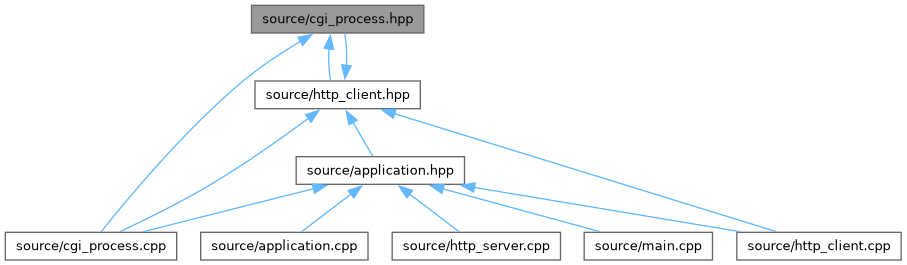 source/cgi_process.hpp
source/http_client.hpp
source/application.hpp
source/cgi_process.cpp
source/application.cpp
source/http_server.cpp
source/main.cpp
source/http_client.cpp